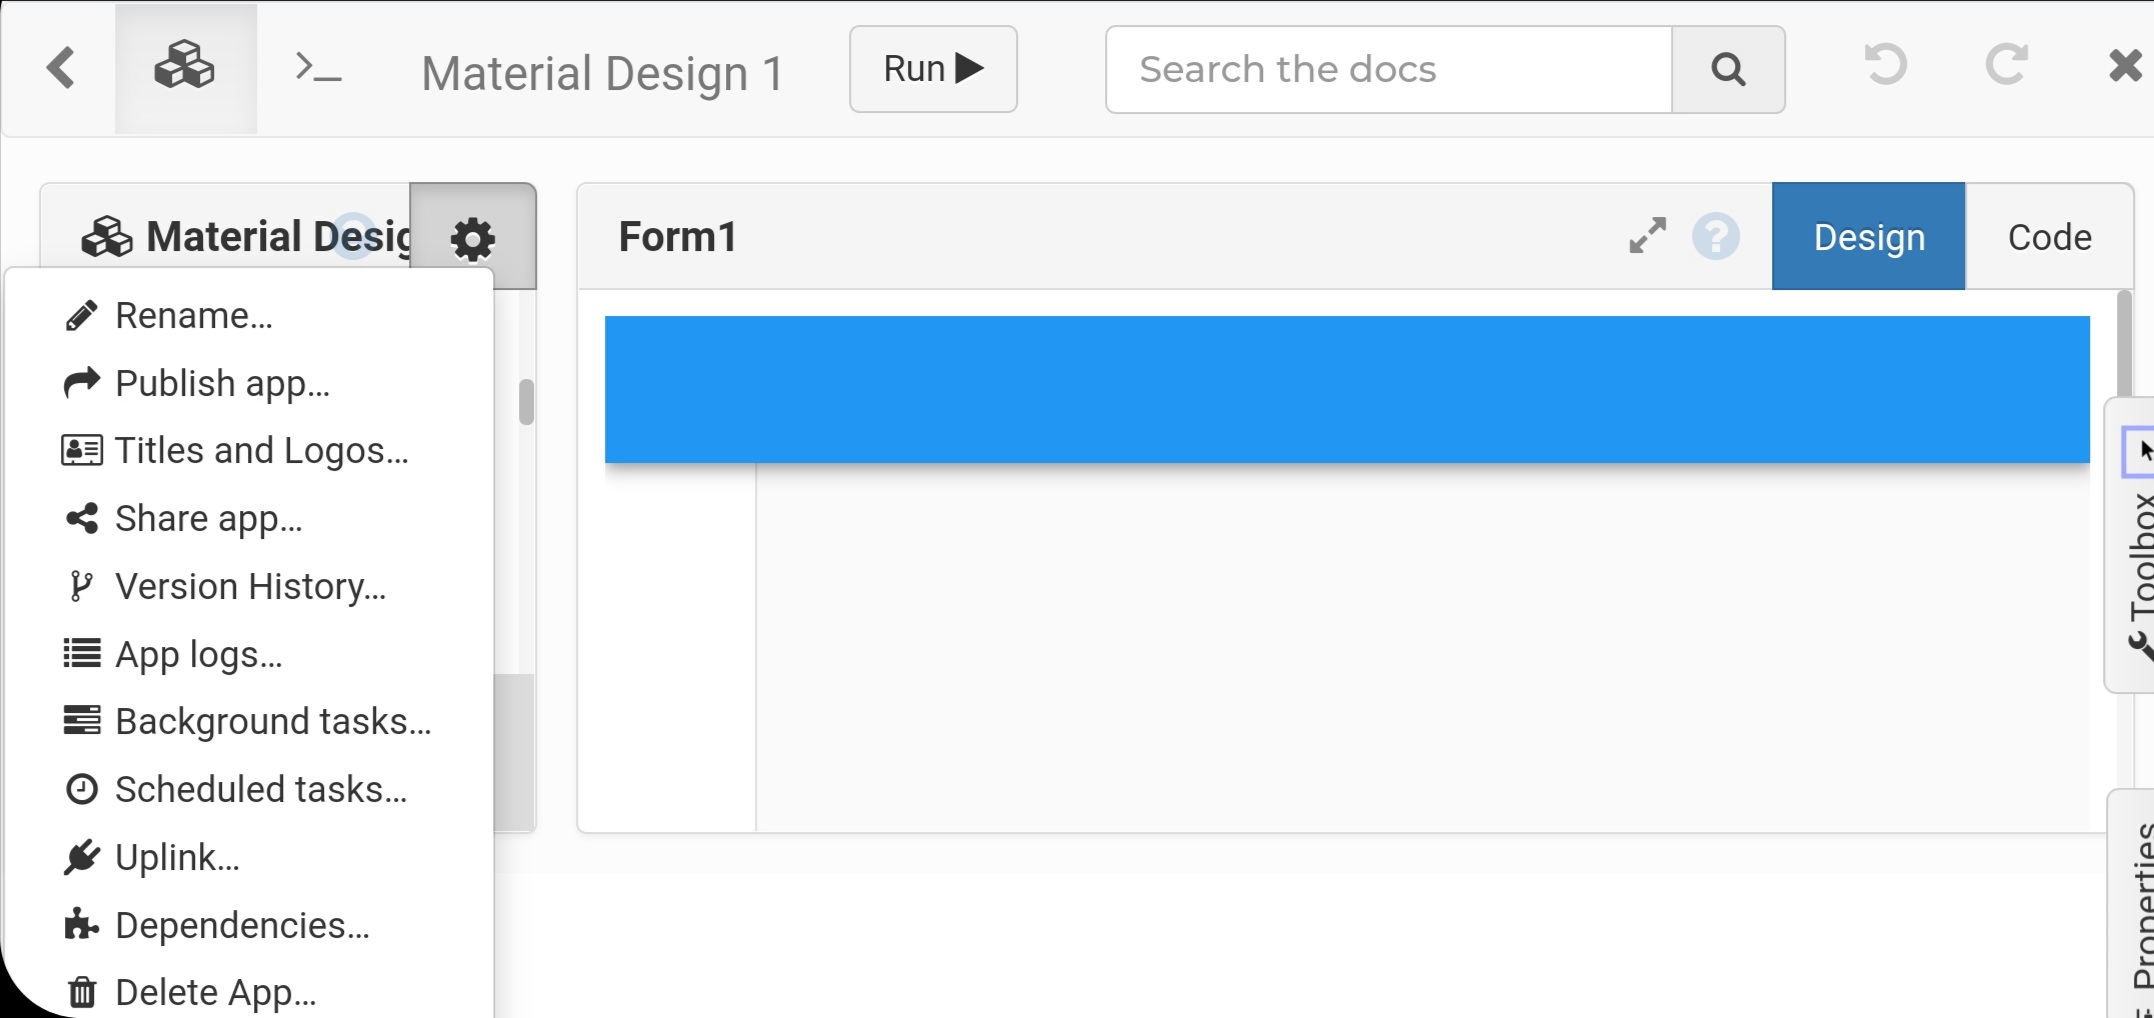 Material Design 1
Run
Search the docs
Material Desig
Form1
Design
Code
Rename...
Publish app...
Titles and Logos...
Share app...
Version History...
App logs...
Background tasks...
Scheduled tasks...
Uplink...
Dependencies...
Delete App...
Toolbox
Properties